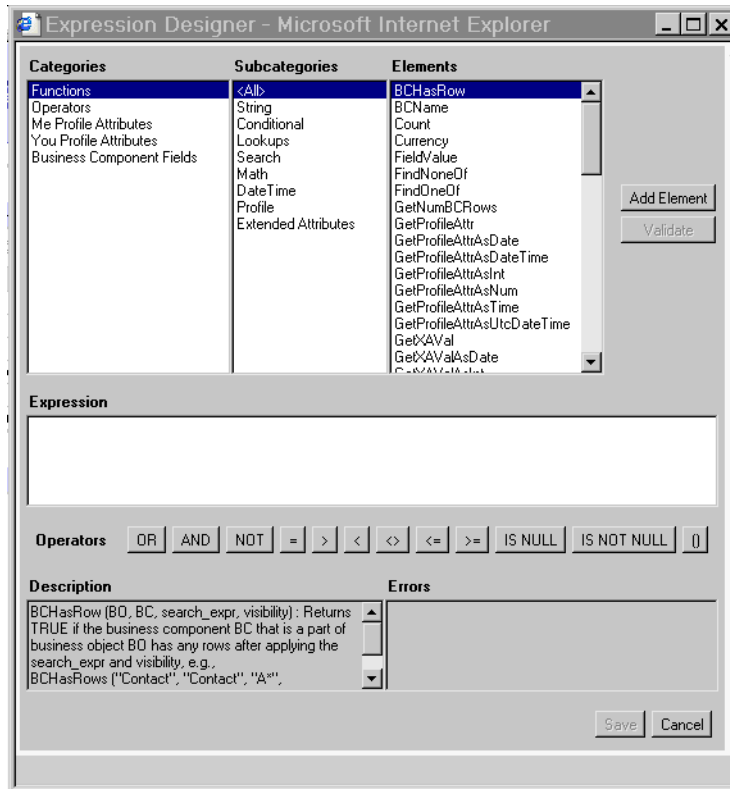 Expression Designer - Microsoft Internet Explorer
Categories
Subcategories
Elements
Functions
Operators
Me Profile Attributes
You Profile Attributes
Business Component Fields
<All>
String
Conditional
Lookups
Search
Math
DateTime
Profile
Extended Attributes
BCHasRow
BCName
Count
Currency
FieldValue
FindNoneOf
FindOneOf
GetNumBCRows
GetProfileAttr
GetProfileAttrAsDate
GetProfileAttrAsDateTime
GetProfileAttrAsInt
GetProfileAttrAsNum
GetProfileAttrAsTime
GetProfileAttrAsUtcDateTime
GetXAVal
GetXAValAsDate
GetXAValAsInt
Add Element
Validate
Expression
Operators OR AND NOT = > < <> <= >= IS NULL IS NOT NULL ()
Description
BCHasRow (BO, BC, search_expr, visibility) : Returns
TRUE if the business component BC that is a part of
business object BO has any rows after applying the
search_expr and visibility, e.g.,
BCHasRows ("Contact", "Contact", "A*",
Errors
Save Cancel